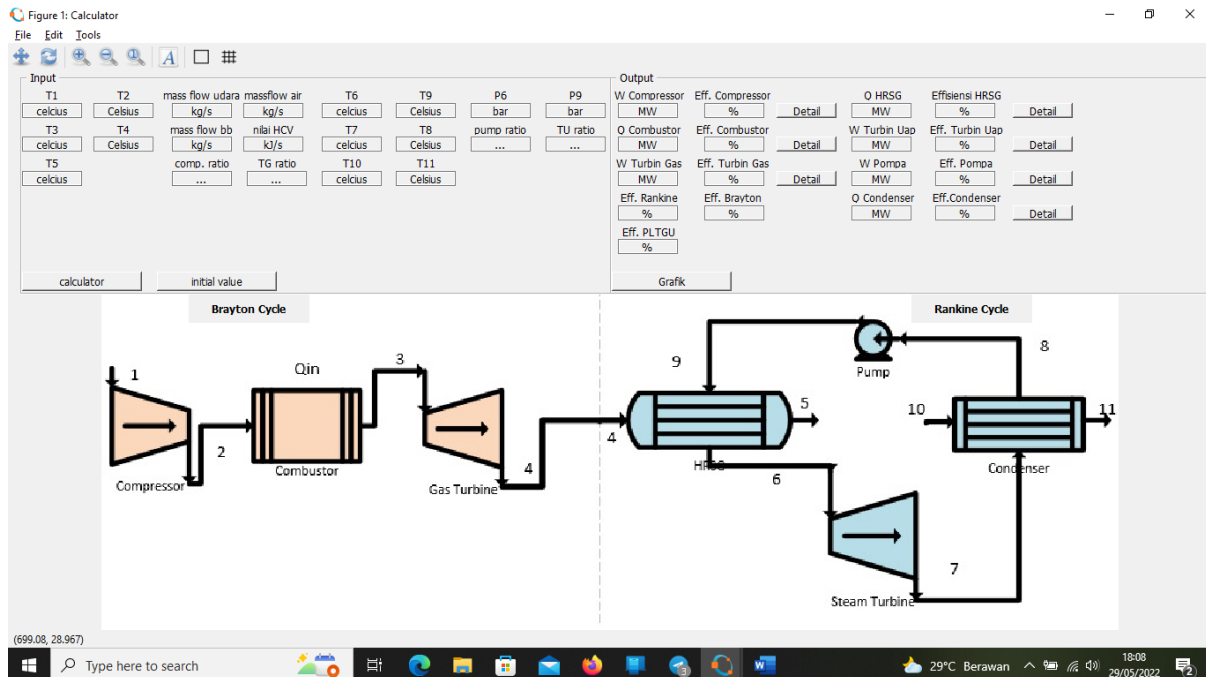 Figure 1: Calculator
File Edit Tools
A
Input
T1 T2 mass flow udara massflow air T6 T9 P6 P9
celcius Celsius kg/s kg/s celcius Celsius bar bar
T3 T4 mass flow bb nilai HCV T7 T8 pump ratio TU ratio
celcius Celsius kg/s kJ/s celcius Celsius ... ...
T5 comp. ratio TG ratio T10 T11
celcius ... ... celcius Celsius
calculator initial value
Output
W Compressor Eff. Compressor Q HRSG Effisiensi HRSG
MW % Detail MW % Detail
Q Combustor Eff. Combustor W Turbin Uap Eff. Turbin Uap
MW % Detail MW % Detail
W Turbin Gas Eff. Turbin Gas W Pompa Eff. Pompa
MW % Detail MW % Detail
Eff. Rankine Eff. Brayton Q Condenser Eff.Condenser
% % MW % Detail
Eff. PLTGU
%
Grafik
Brayton Cycle
1
Compressor
2
Qin
Combustor
3
Gas Turbine
4
4
Rankine Cycle
9
Pump
8
5
HRSG
6
10
11
Condenser
7
Steam Turbine
(699.08, 28.967)
Type here to search
3
W
29°C Berawan
18:08
29/05/2022
2